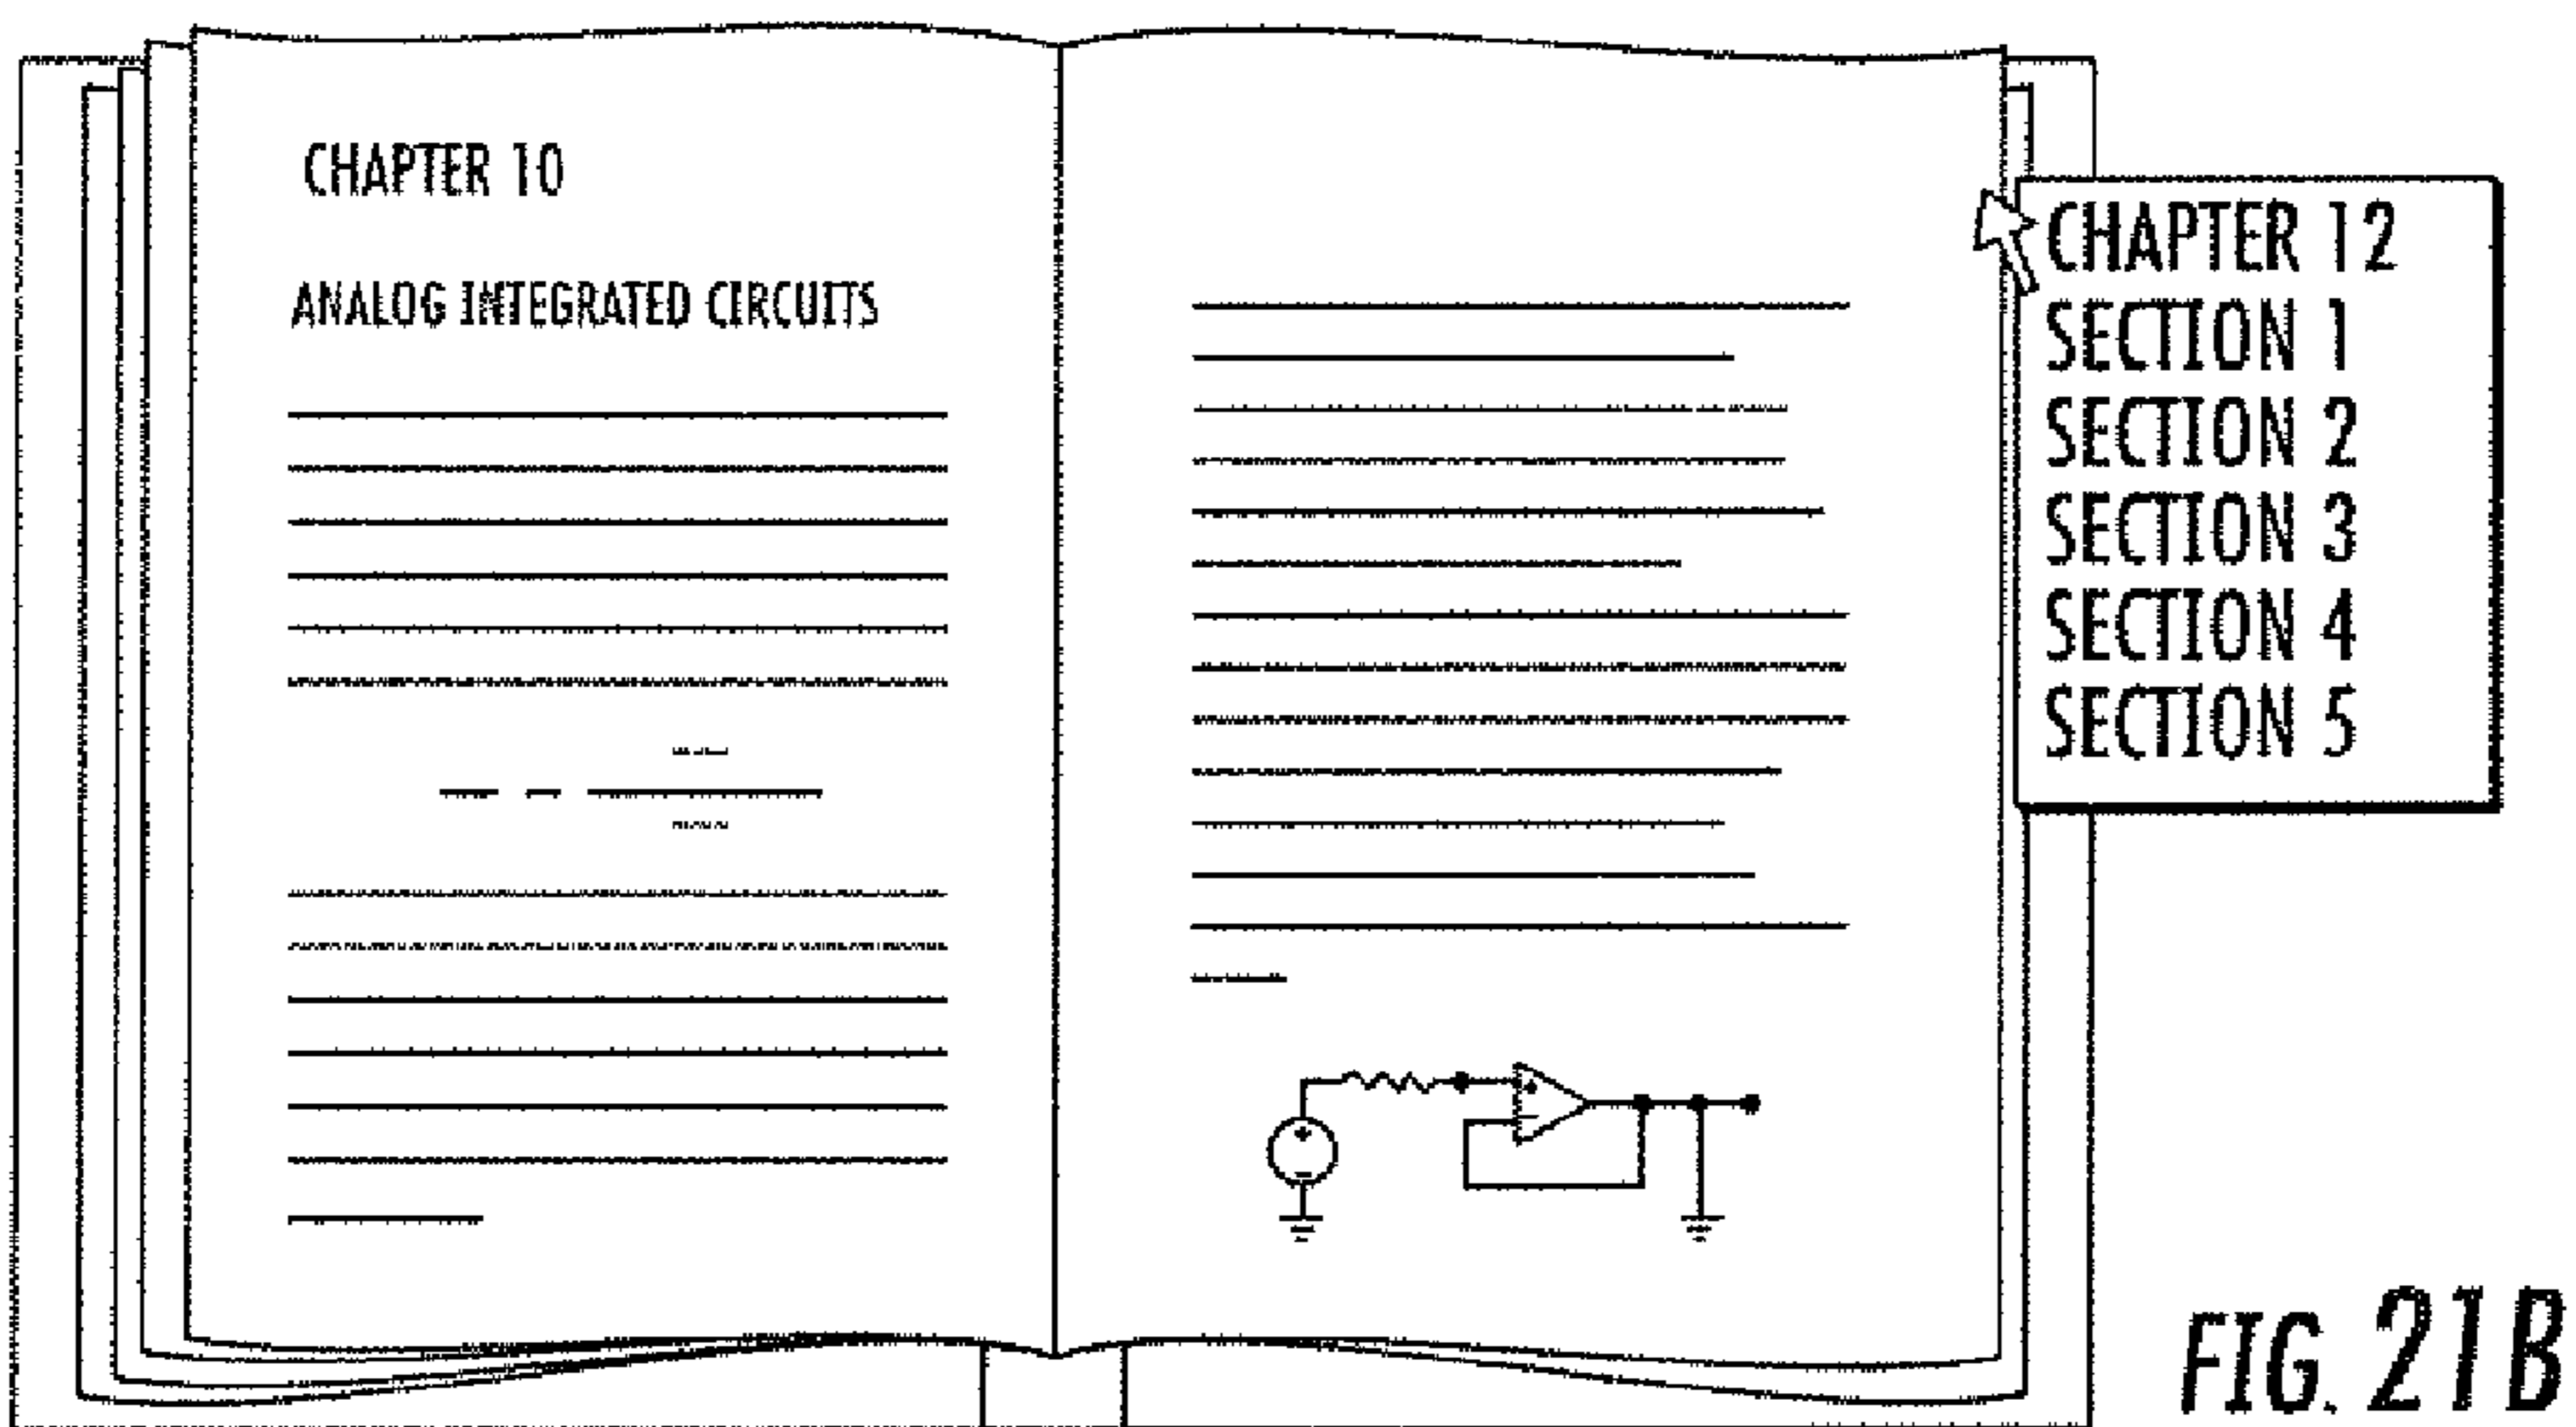 CHAPTER 10
ANALOG INTEGRATED CIRCUITS
CHAPTER 12
SECTION 1
SECTION 2
SECTION 3
SECTION 4
SECTION 5
FIG. 21B